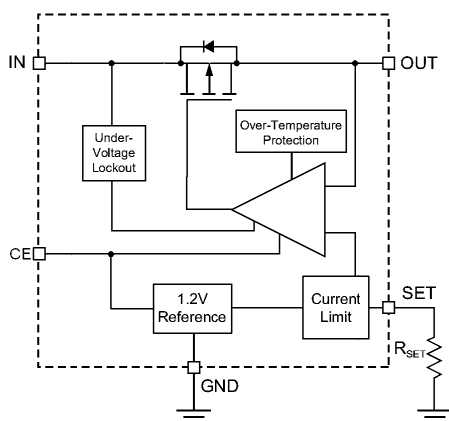 IN
OUT
Under-
Voltage
Lockout
Over-Temperature
Protection
CE
1.2V
Reference
Current
Limit
SET
RSET
GND